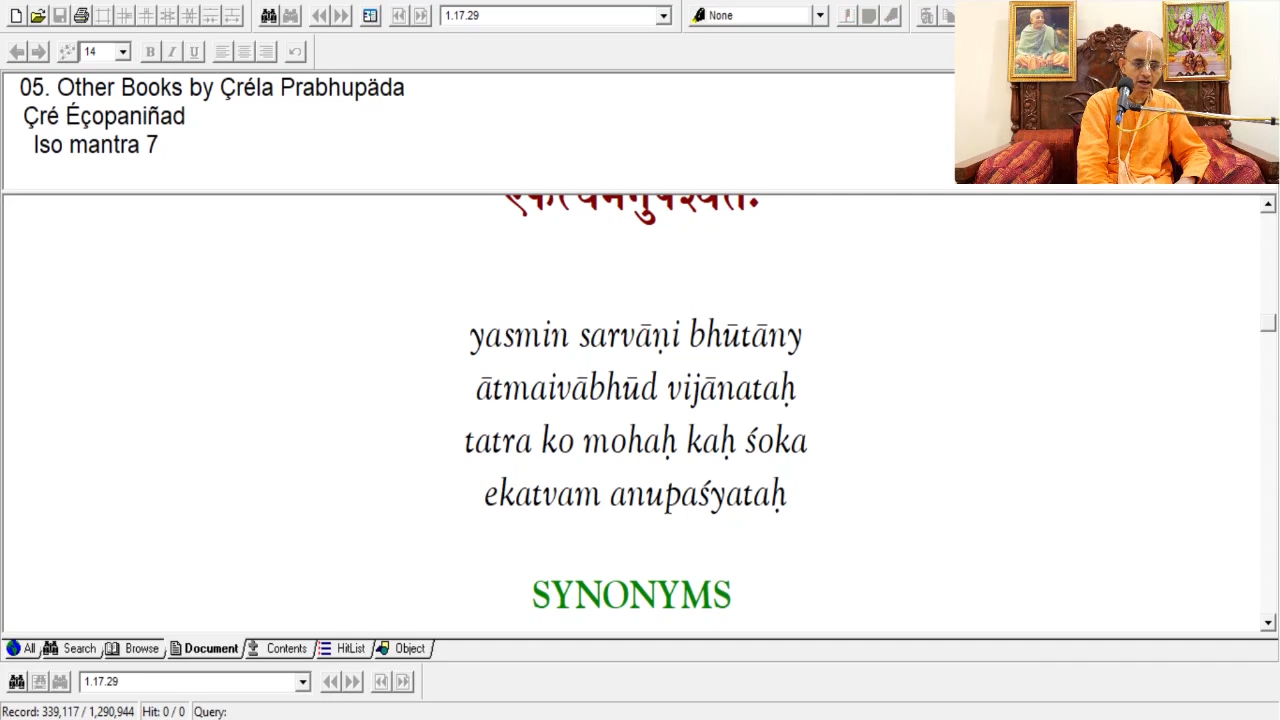 1.17.29
None
14
B I U
05. Other Books by Çréla Prabhupäda
Çré Éçopaniñad
Iso mantra 7
yasmin sarvāṇi bhūtāny
ātmaivābhūd vijānataḥ
tatra ko mohaḥ kaḥ śoka
ekatvam anupaśyataḥ
SYNONYMS
All Search Browse Document Contents HitList Object
1.17.29
Record: 339,117 / 1,290,944 Hit: 0 / 0 Query: